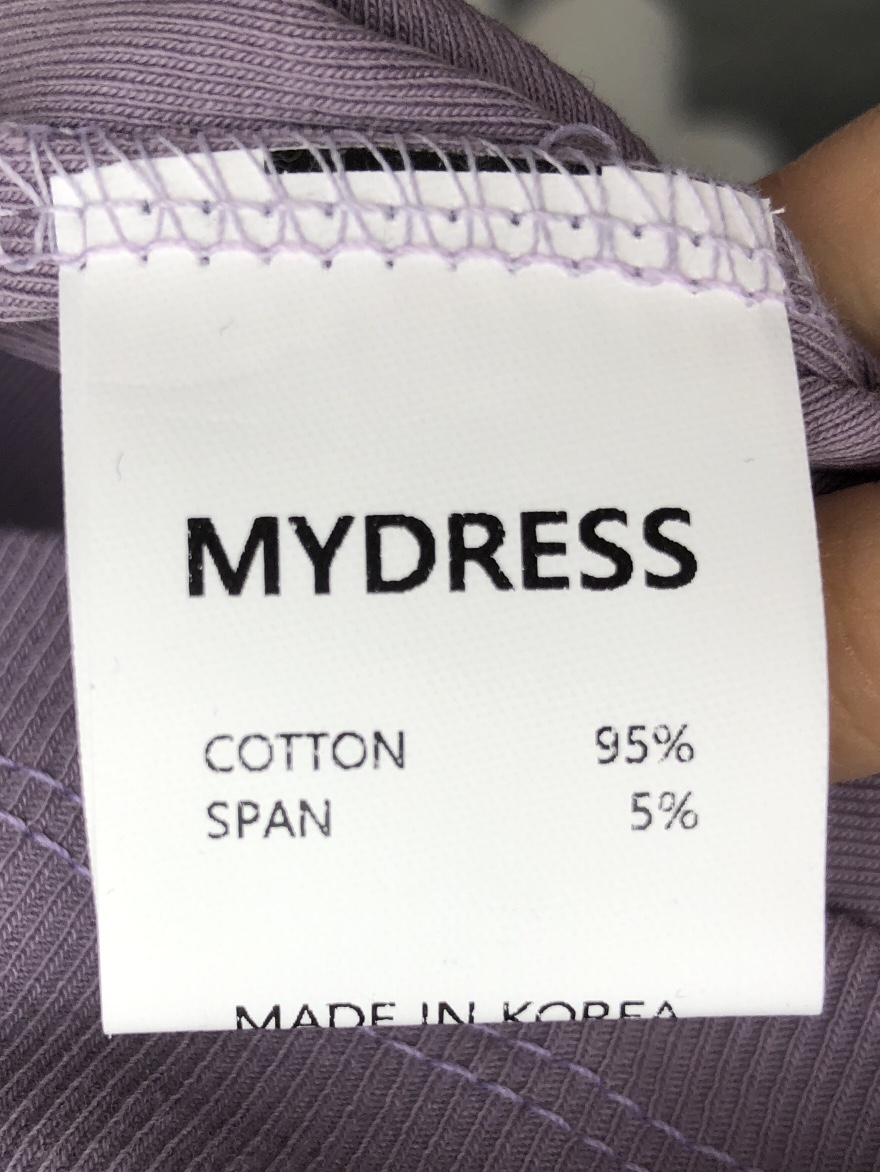 MYDRESS
COTTON 95%
SPAN 5%
MADE IN KOREA